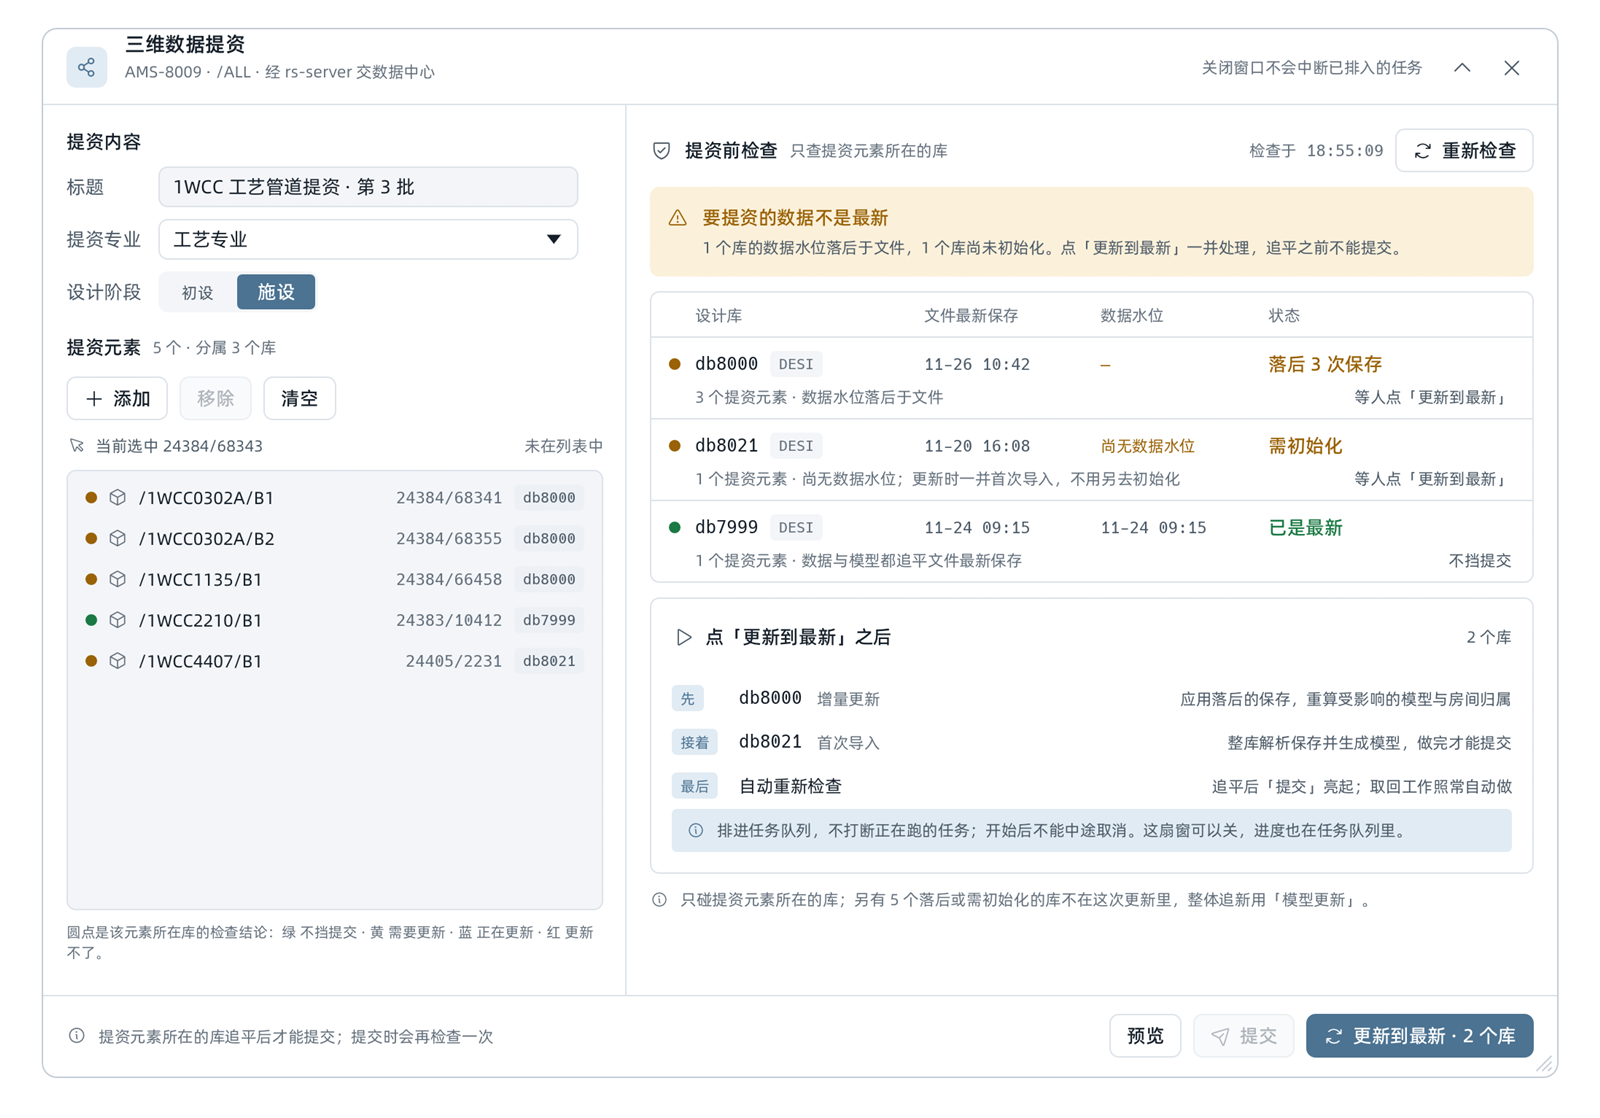 三维数据提资
AMS-8009 · /ALL · 经 rs-server 交数据中心
关闭窗口不会中断已排入的任务
提资内容
标题
1WCC 工艺管道提资 · 第 3 批
提资专业
工艺专业
设计阶段
初设
施设
提资元素 5 个 · 分属 3 个库
添加
移除
清空
当前选中 24384/68343
未在列表中
/1WCC0302A/B1 24384/68341 db8000
/1WCC0302A/B2 24384/68355 db8000
/1WCC1135/B1 24384/66458 db8000
/1WCC2210/B1 24383/10412 db7999
/1WCC4407/B1 24405/2231 db8021
圆点是该元素所在库的检查结论：绿 不挡提交 · 黄 需要更新 · 蓝 正在更新 · 红 更新
不了。
提资前检查 只查提资元素所在的库
检查于 18:55:09
重新检查
要提资的数据不是最新
1 个库的数据水位落后于文件，1 个库尚未初始化。点「更新到最新」一并处理，追平之前不能提交。
设计库 文件最新保存 数据水位 状态
db8000 DESI 11-26 10:42 – 落后 3 次保存
3 个提资元素 · 数据水位落后于文件 等人点「更新到最新」
db8021 DESI 11-20 16:08 尚无数据水位 需初始化
1 个提资元素 · 尚无数据水位；更新时一并首次导入，不用另去初始化 等人点「更新到最新」
db7999 DESI 11-24 09:15 11-24 09:15 已是最新
1 个提资元素 · 数据与模型都追平文件最新保存 不挡提交
点「更新到最新」之后 2 个库
先 db8000 增量更新 应用落后的保存，重算受影响的模型与房间归属
接着 db8021 首次导入 整库解析保存并生成模型，做完才能提交
最后 自动重新检查 追平后「提交」亮起；取回工作照常自动做
排进任务队列，不打断正在跑的任务；开始后不能中途取消。这扇窗可以关，进度也在任务队列里。
只碰提资元素所在的库；另有 5 个落后或需初始化的库不在这次更新里，整体追新用「模型更新」。
提资元素所在的库追平后才能提交；提交时会再检查一次
预览
提交
更新到最新 · 2 个库